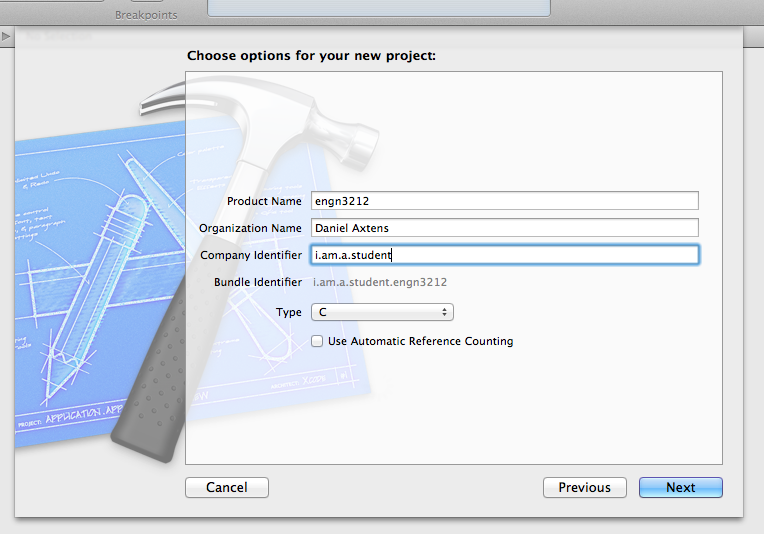 Breakpoints
Choose options for your new project:
Product Name engn3212
Organization Name Daniel Axtens
Company Identifier i.am.a.student
Bundle Identifier i.am.a.student.engn3212
Type C
Use Automatic Reference Counting
PROJECT: APPLICATION.APP
Cancel Previous Next